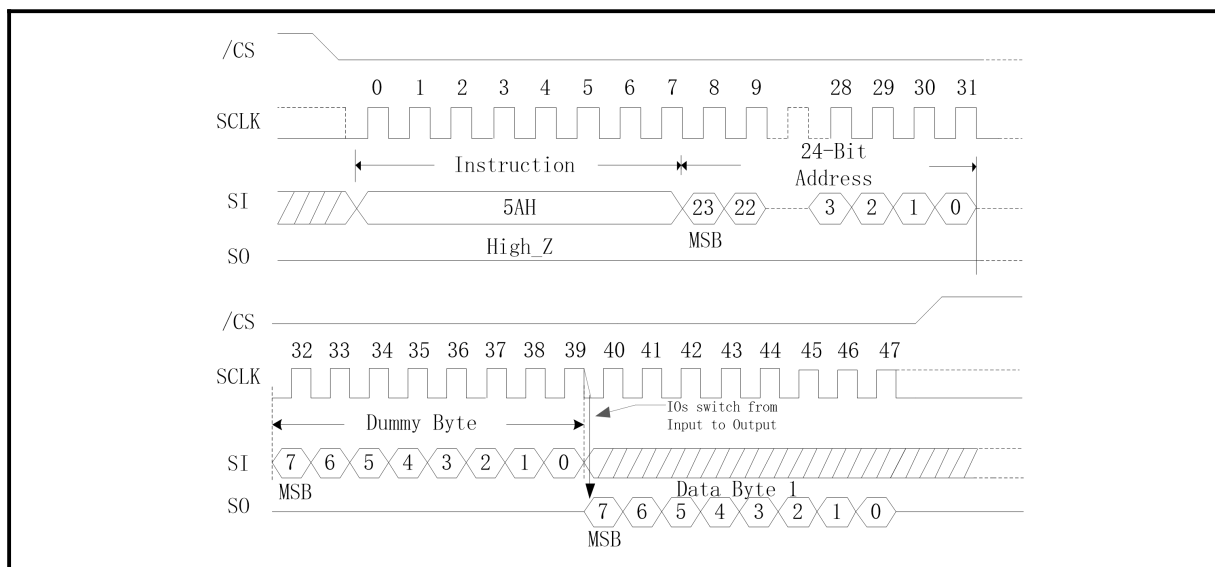 /CS
0 1 2 3 4 5 6 7 8 9 28 29 30 31
SCLK
Instruction
24-Bit
Address
SI
5AH
23 22 3 2 1 0
MSB
High_Z
SO
/CS
32 33 34 35 36 37 38 39 40 41 42 43 44 45 46 47
SCLK
Dummy Byte
IOs switch from
Input to Output
SI
7 6 5 4 3 2 1 0
MSB
Data Byte 1
SO
7 6 5 4 3 2 1 0
MSB